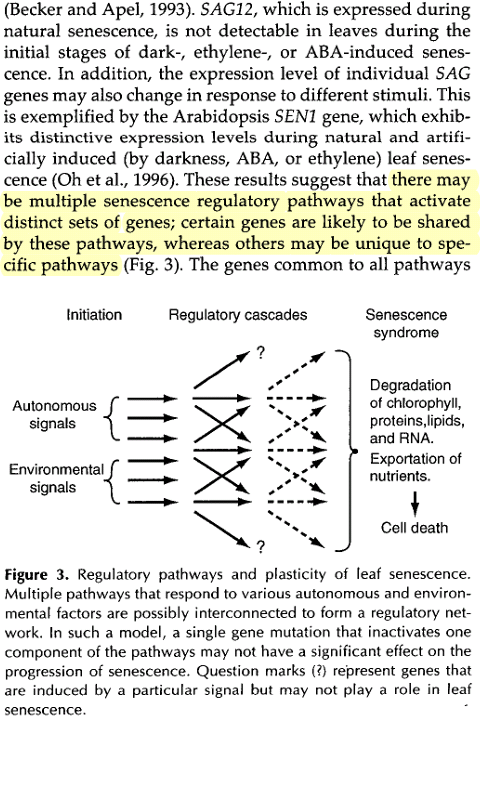 (Becker and Apel, 1993). SAG12, which is expressed during
natural senescence, is not detectable in leaves during the
initial stages of dark-, ethylene-, or ABA-induced senes-
cence. In addition, the expression level of individual SAG
genes may also change in response to different stimuli. This
is exemplified by the Arabidopsis SEN1 gene, which exhib-
its distinctive expression levels during natural and artifi-
cially induced (by darkness, ABA, or ethylene) leaf senes-
cence (Oh et al., 1996). These results suggest that there may
be multiple senescence regulatory pathways that activate
distinct sets of genes; certain genes are likely to be shared
by these pathways, whereas others may be unique to spe-
cific pathways (Fig. 3). The genes common to all pathways
Initiation
Regulatory cascades
Senescence
syndrome
?
Autonomous
signals
Environmental
signals
?
Degradation
of chlorophyll,
proteins,lipids,
and RNA.
Exportation of
nutrients.
Cell death
Figure 3. Regulatory pathways and plasticity of leaf senescence.
Multiple pathways that respond to various autonomous and environ-
mental factors are possibly interconnected to form a regulatory net-
work. In such a model, a single gene mutation that inactivates one
component of the pathways may not have a significant effect on the
progression of senescence. Question marks (?) represent genes that
are induced by a particular signal but may not play a role in leaf
senescence.